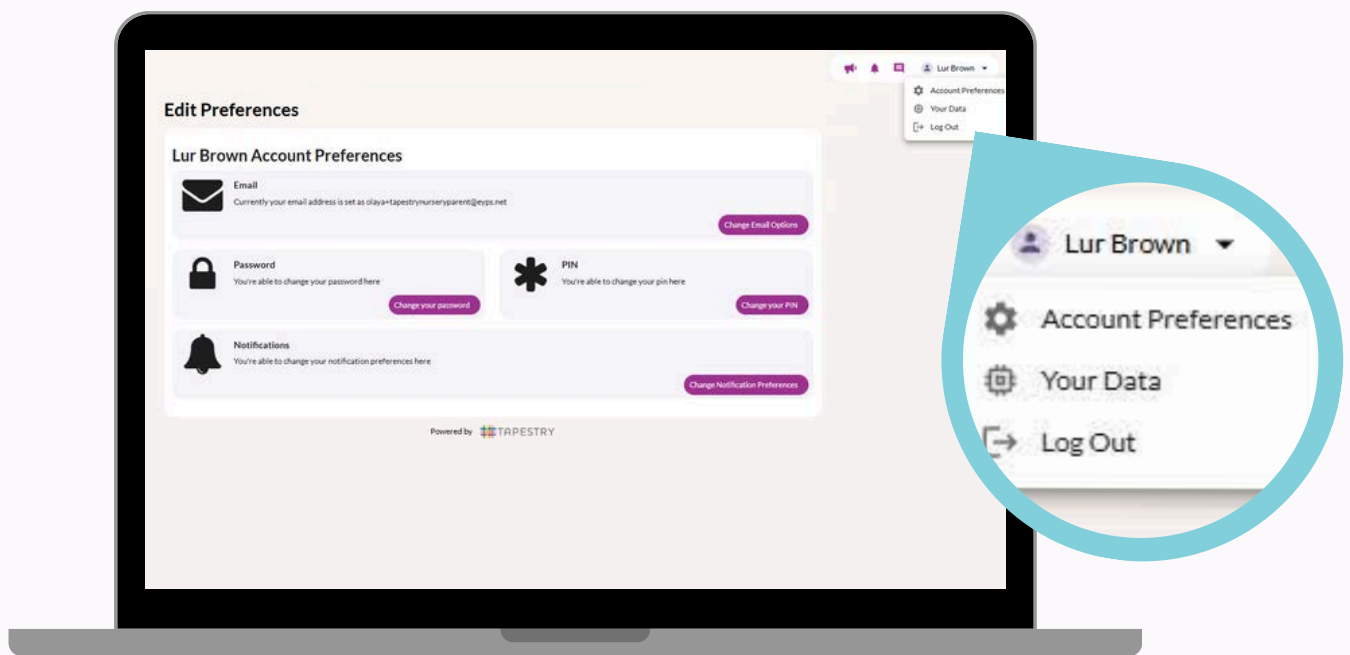 Lur Brown
Account Preferences
Your Data
Log Out
Edit Preferences
Lur Brown Account Preferences
Email
Currently your email address is set as olaya+tapestrynurseryparent@eyps.net
Change Email Options
Password
You're able to change your password here
Change your password
PIN
You're able to change your pin here
Change your PIN
Notifications
You're able to change your notification preferences here
Change Notification Preferences
Powered by TAPESTRY
Lur Brown
Account Preferences
Your Data
Log Out